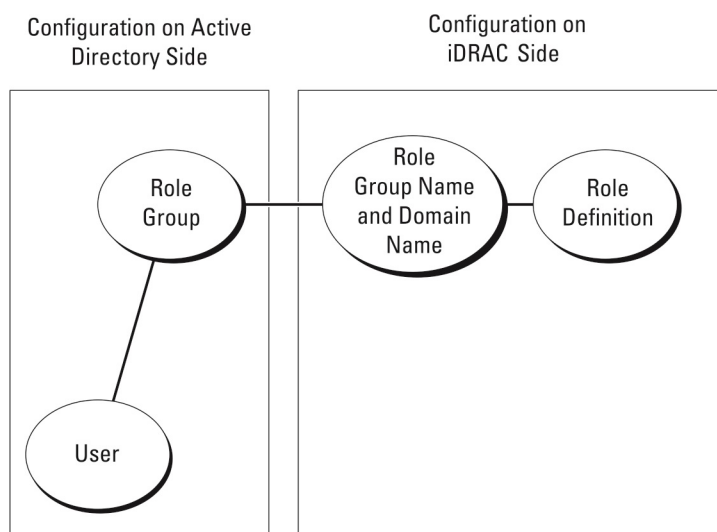 Configuration on Active
Directory Side
Configuration on
iDRAC Side
Role
Group
Role
Group Name
and Domain
Name
Role
Definition
User